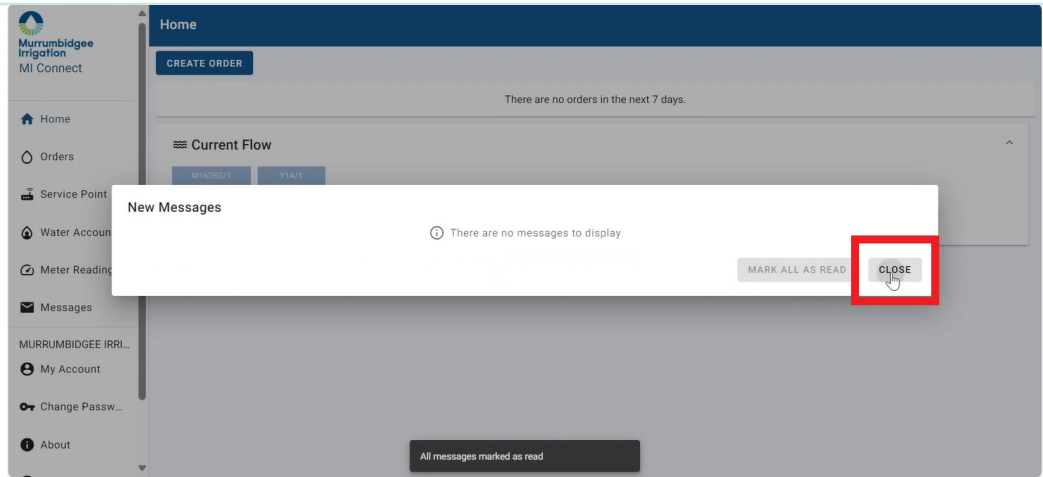 Murrumbidgee
Irrigation
MI Connect
Home
Orders
Service Point
Water Accoun
Meter Reading
Messages
MURRUMBIDGEE IRRI...
My Account
Change Passw...
About
Home
CREATE ORDER
There are no orders in the next 7 days.
Current Flow
M1628G/1 Y1A/1
New Messages
There are no messages to display
MARK ALL AS READ CLOSE
All messages marked as read